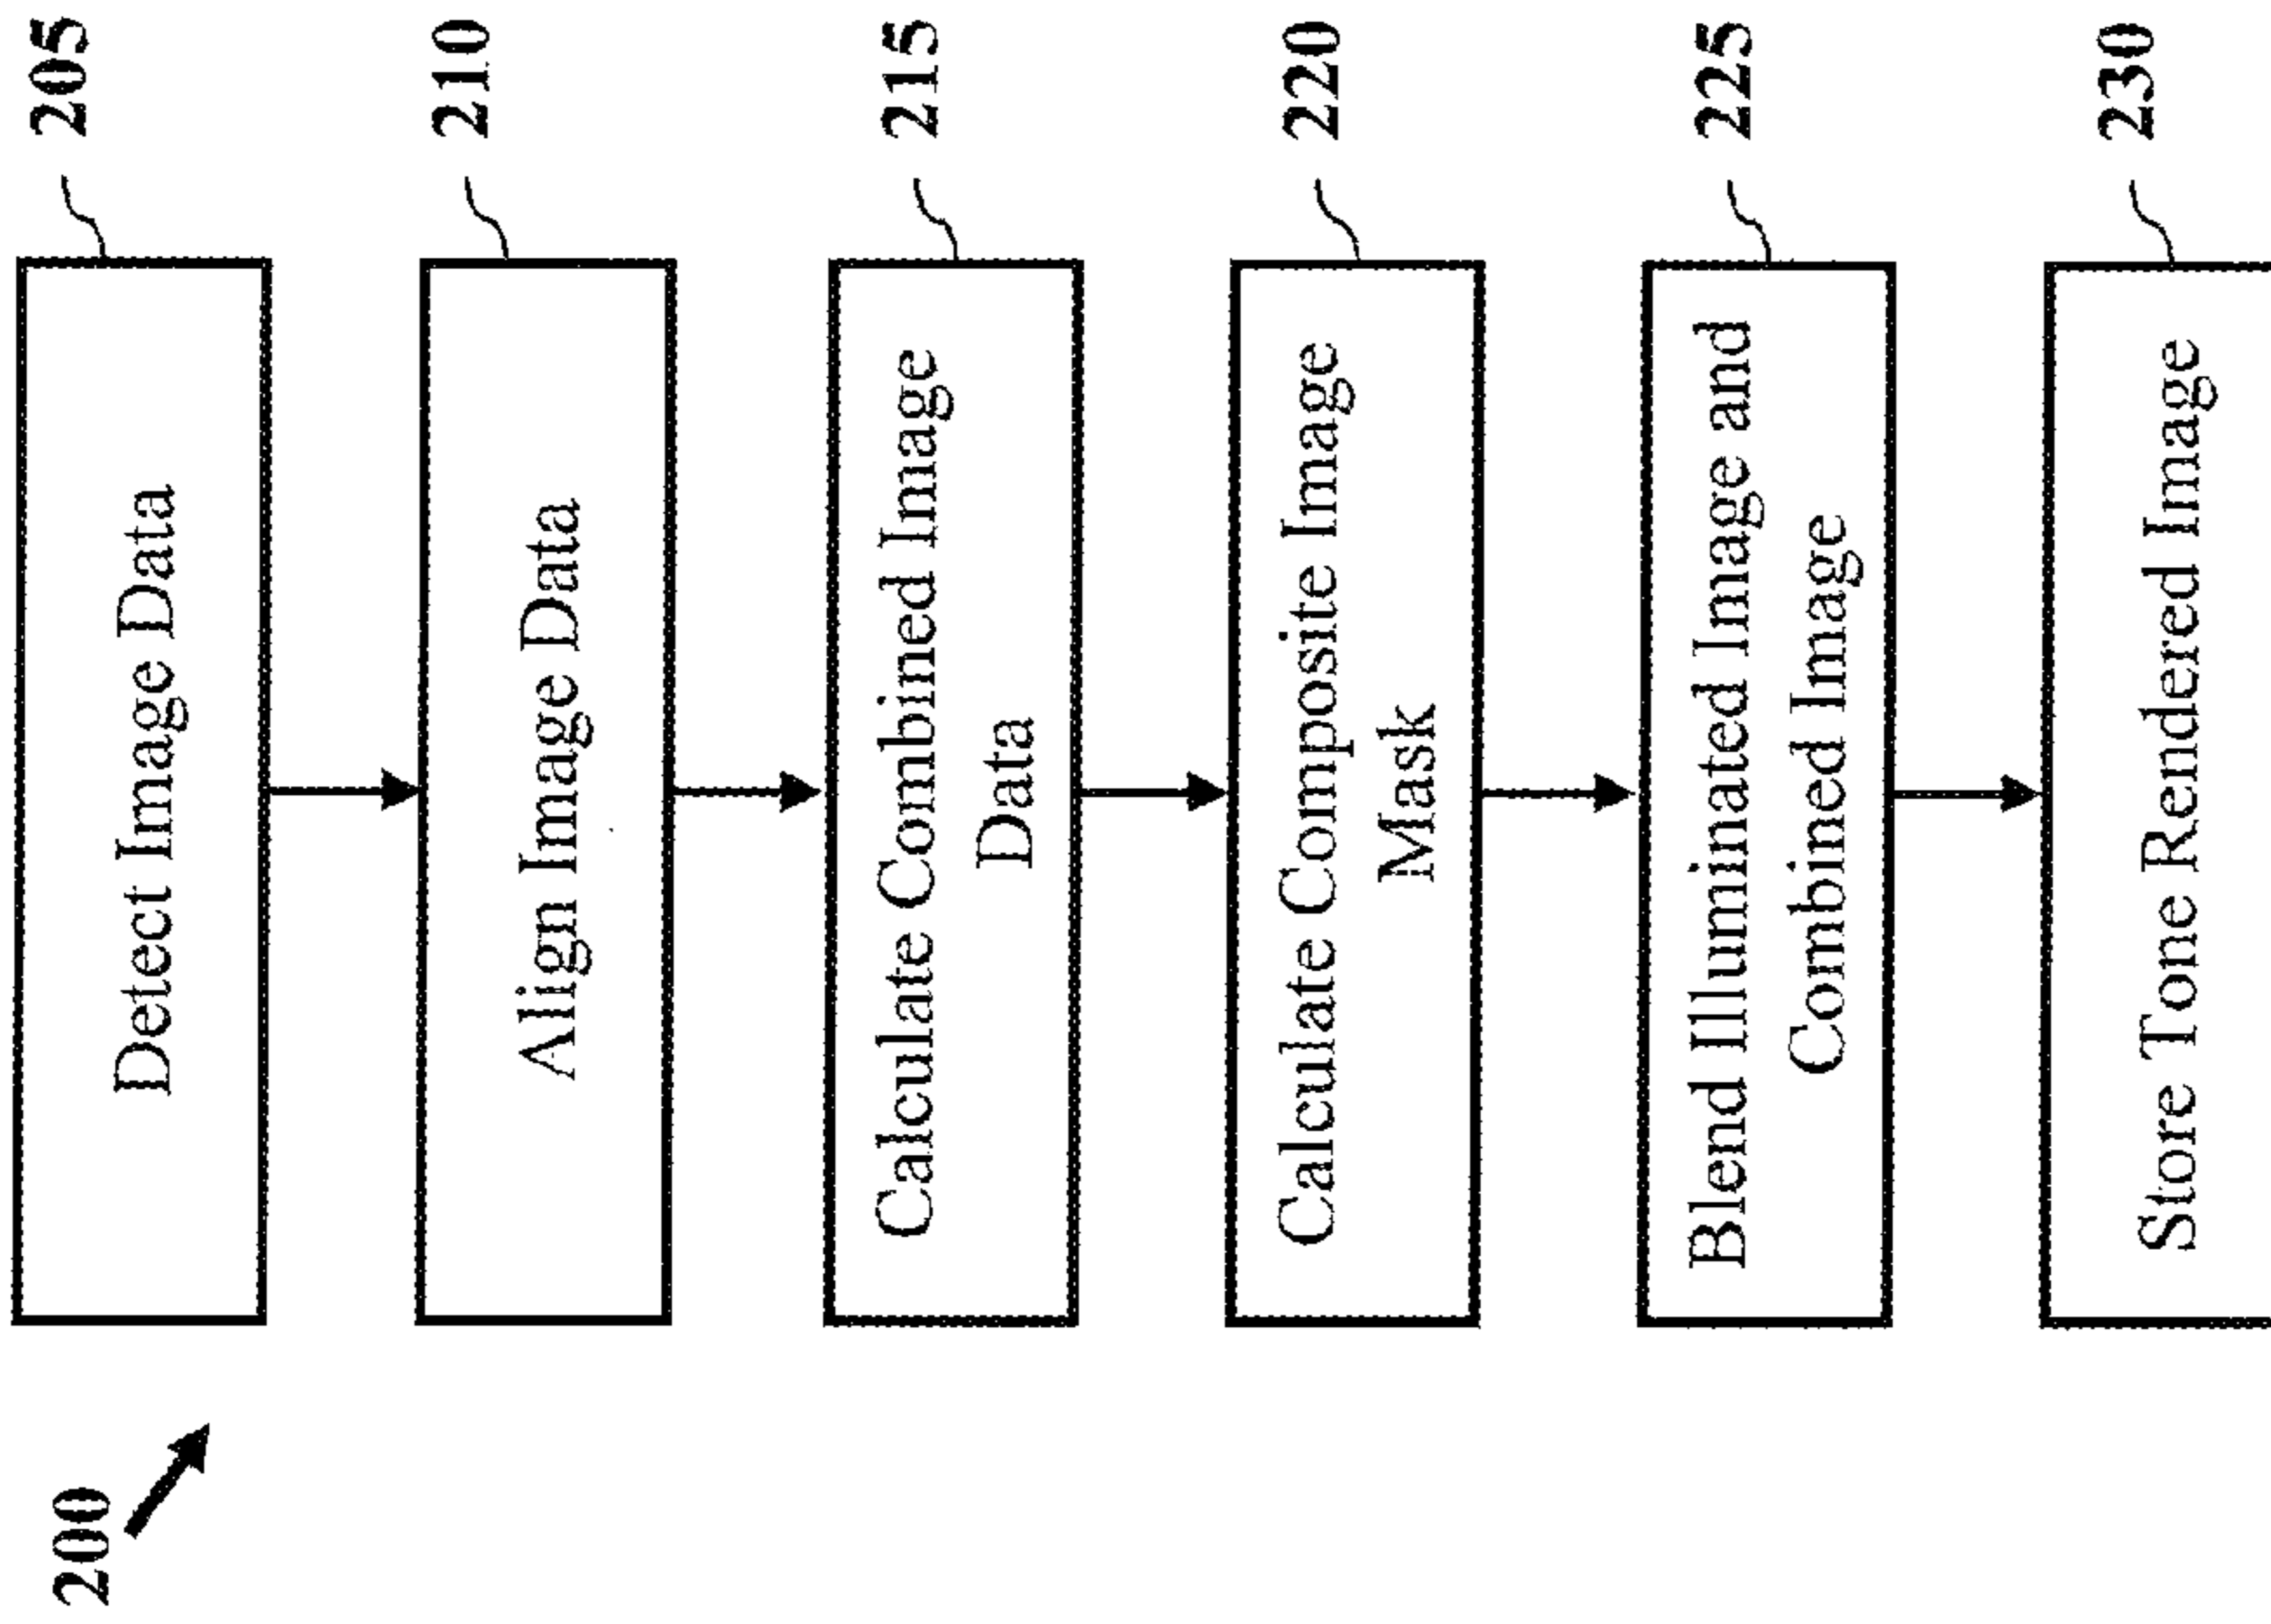 200
Detect Image Data
205
Align Image Data
210
Calculate Combined Image
Data
215
Calculate Composite Image
Mask
220
Blend Illuminated Image and
Combined Image
225
Store Tone Rendered Image
230